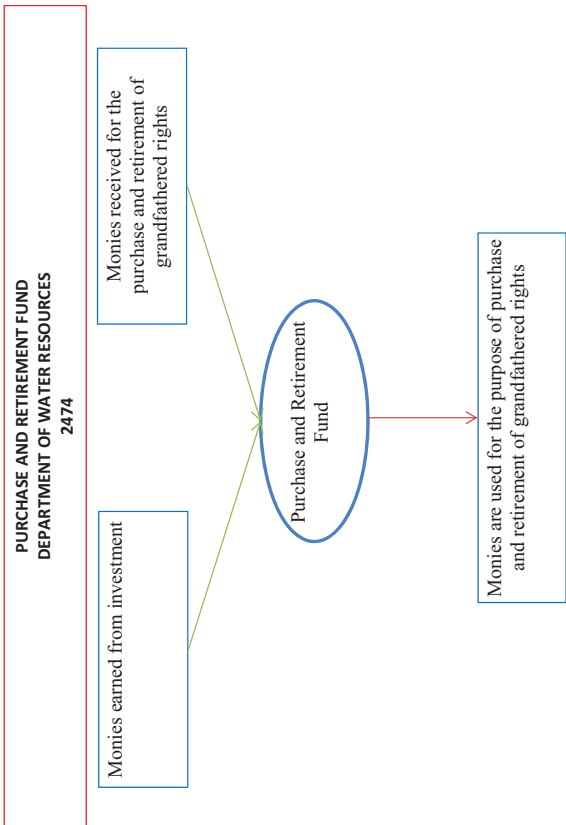 PURCHASE AND RETIREMENT FUND
DEPARTMENT OF WATER RESOURCES
2474
Monies earned from investment
Monies received for the
purchase and retirement of
grandfathered rights
Purchase and Retirement
Fund
Monies are used for the purpose of purchase
and retirement of grandfathered rights